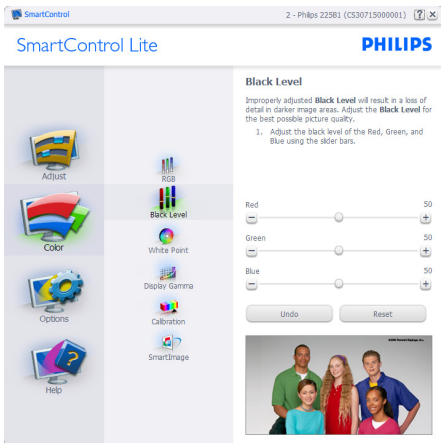 SmartControl
2 - Philips 225B1 (CS30715000001)
SmartControl Lite
PHILIPS
Adjust
Color
Options
Help
RGB
Black Level
White Point
Display Gamma
Calibration
SmartImage
Black Level
Improperly adjusted Black Level will result in a loss of
detail in darker image areas. Adjust the Black Level for
the best possible picture quality.
1. Adjust the black level of the Red, Green, and
Blue using the slider bars.
Red 50
Green 50
Blue 50
Undo
Reset